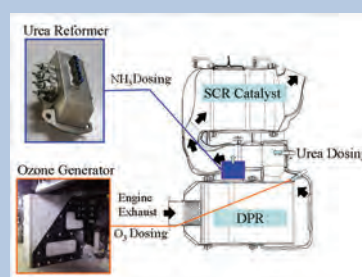 Urea Reformer
NH₃Dosing
SCR Catalyst
Urea Dosing
Ozone Generator
Engine
Exhaust
O₃ Dosing
DPR